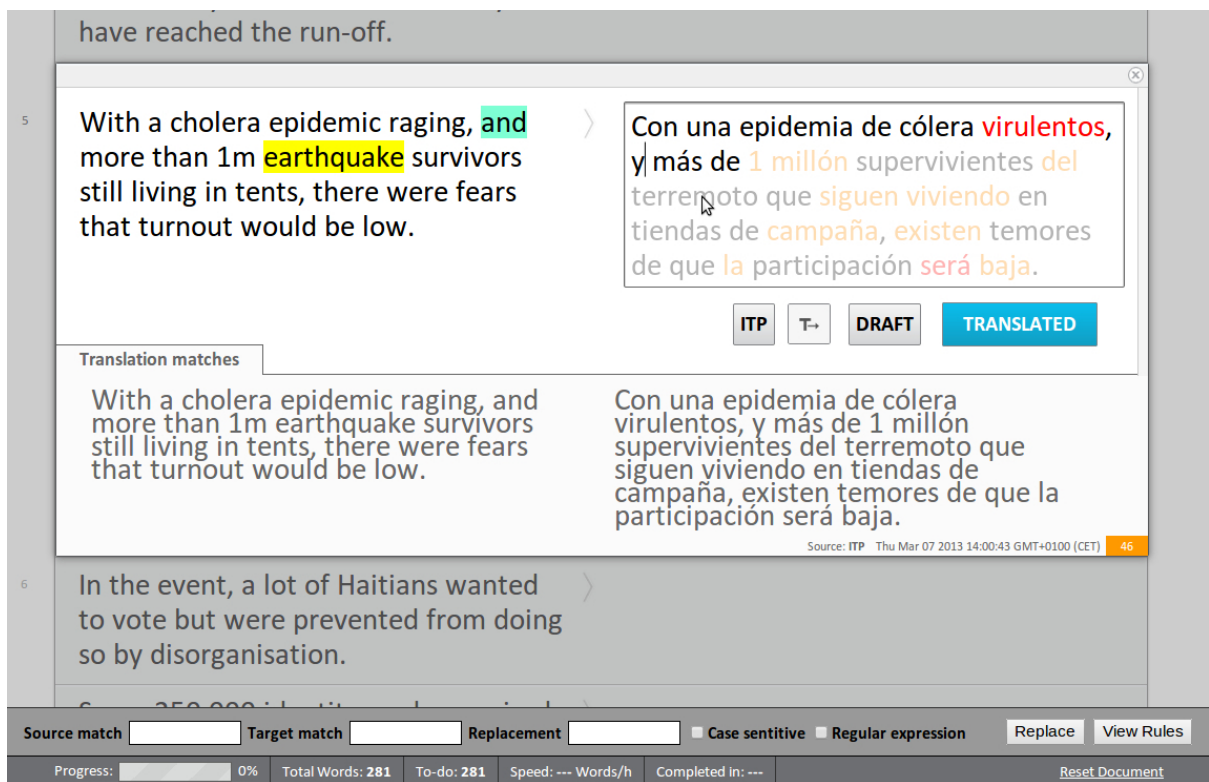 have reached the run-off.
5
With a cholera epidemic raging, and
more than 1m earthquake survivors
still living in tents, there were fears
that turnout would be low.
Con una epidemia de cólera virulentos,
y más de 1 millón supervivientes del
terremoto que siguen viviendo en
tiendas de campaña, existen temores
de que la participación será baja.
ITP T→ DRAFT TRANSLATED
Translation matches
With a cholera epidemic raging, and
more than 1m earthquake survivors
still living in tents, there were fears
that turnout would be low.
Con una epidemia de cólera
virulentos, y más de 1 millón
supervivientes del terremoto que
siguen viviendo en tiendas de
campaña, existen temores de que la
participación será baja.
Source: ITP Thu Mar 07 2013 14:00:43 GMT+0100 (CET) 46
6
In the event, a lot of Haitians wanted
to vote but were prevented from doing
so by disorganisation.
Source match Target match Replacement Case sentitive Regular expression Replace View Rules
Progress: 0% Total Words: 281 To-do: 281 Speed: --- Words/h Completed in: --- Reset Document